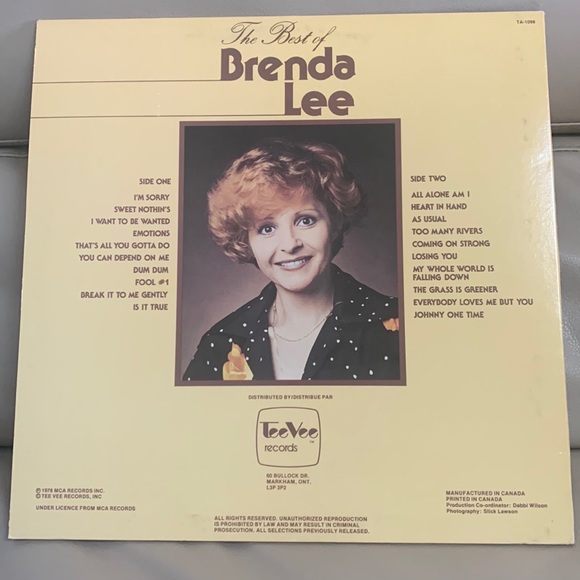 TA-1099
The Best of
Brenda
Lee
SIDE ONE
I'M SORRY
SWEET NOTHIN'S
I WANT TO BE WANTED
EMOTIONS
THAT'S ALL YOU GOTTA DO
YOU CAN DEPEND ON ME
DUM DUM
FOOL #1
BREAK IT TO ME GENTLY
IS IT TRUE
SIDE TWO
ALL ALONE AM I
HEART IN HAND
AS USUAL
TOO MANY RIVERS
COMING ON STRONG
LOSING YOU
MY WHOLE WORLD IS
FALLING DOWN
THE GRASS IS GREENER
EVERYBODY LOVES ME BUT YOU
JOHNNY ONE TIME
DISTRIBUTED BY/DISTRIBUE PAR
TeeVee
TM
records
60 BULLOCK DR.
MARKHAM, ONT.
L3P 3P2
℗ 1976 MCA RECORDS INC.
© TEE VEE RECORDS, INC
UNDER LICENCE FROM MCA RECORDS
MANUFACTURED IN CANADA
PRINTED IN CANADA
Production Co-ordinator: Debbi Wilson
Photography: Slick Lawson
ALL RIGHTS RESERVED. UNAUTHORIZED REPRODUCTION
IS PROHIBITED BY LAW AND MAY RESULT IN CRIMINAL
PROSECUTION. ALL SELECTIONS PREVIOUSLY RELEASED.